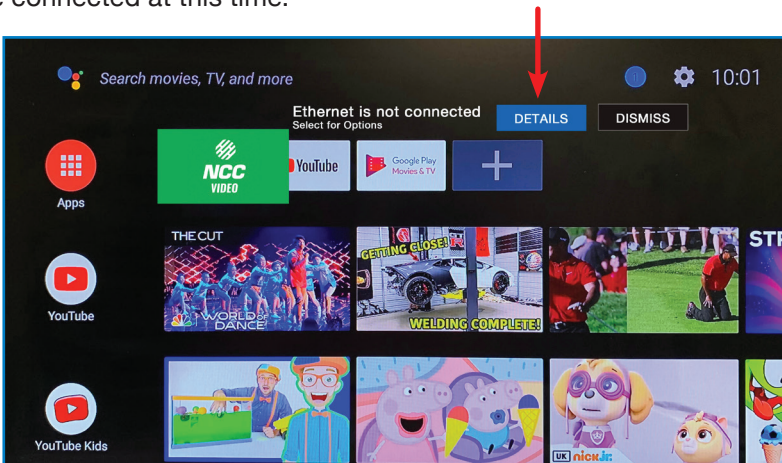 e connected at this time.
Search movies, TV, and more
10:01
Ethernet is not connected
Select for Options
DETAILS
DISMISS
NCC
VIDEO
YouTube
Google Play
Movies & TV
Apps
THE CUT
WORLD OF
DANCE
GETTING CLOSE!
WELDING COMPLETE!
ST
YouTube
YouTube Kids
UK nick Jr.